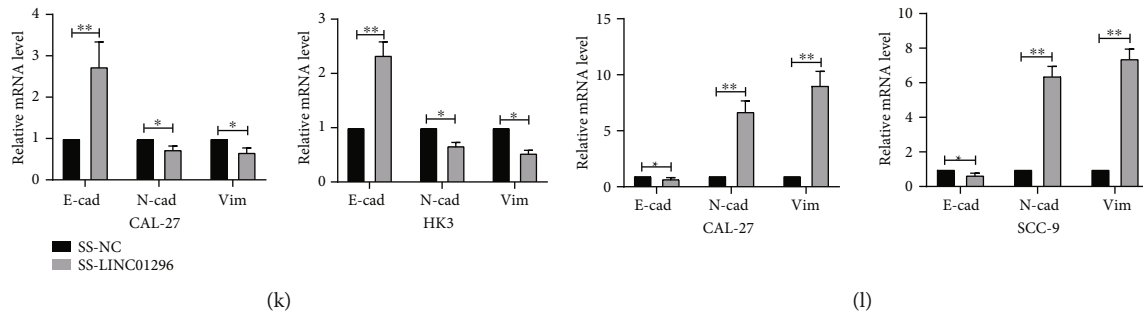 Relative mRNA level
4
3
2
1
0
**
*
*
E-cad N-cad Vim
CAL-27
Relative mRNA level
3
2
1
0
**
*
*
E-cad N-cad Vim
HK3
SS-NC
SS-LINC01296
(k)
Relative mRNA level
15
10
5
0
*
**
**
E-cad N-cad Vim
CAL-27
Relative mRNA level
10
8
6
4
2
0
*
**
**
E-cad N-cad Vim
SCC-9
(l)